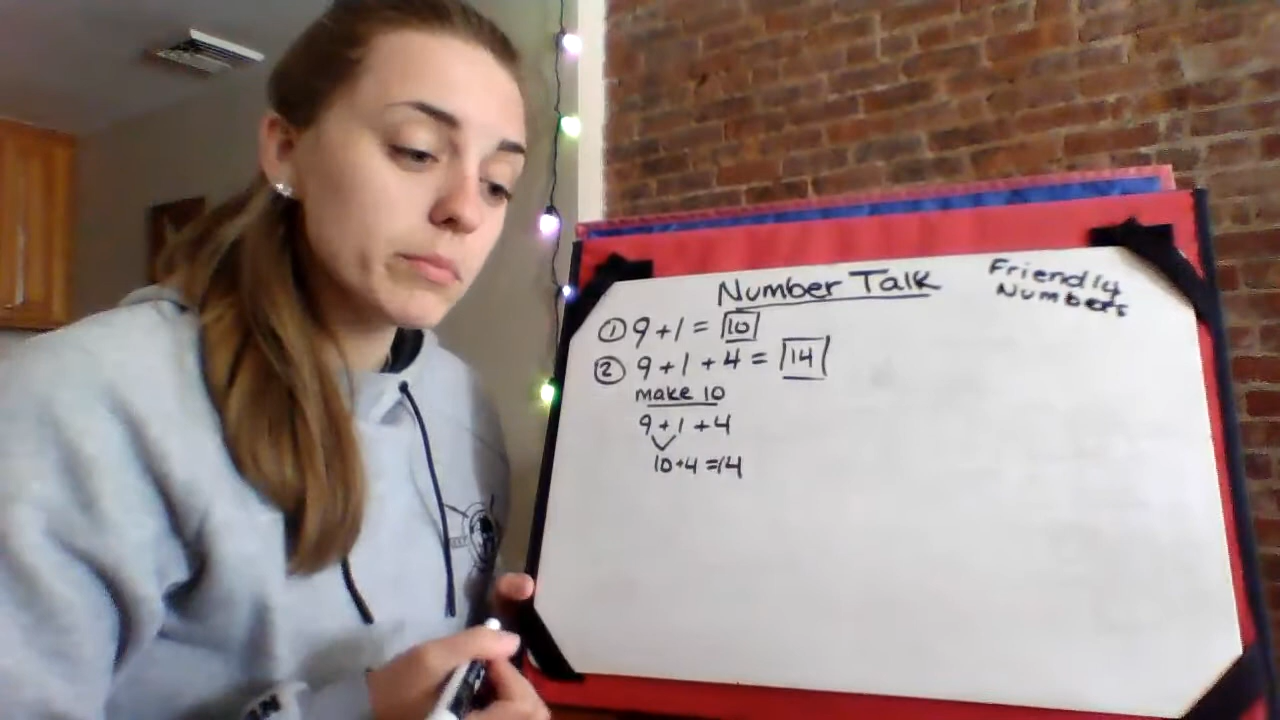 Number Talk
Friendly
Numbers
① 9 + 1 = 10
② 9 + 1 + 4 = 14
make 10
9 + 1 + 4
10 + 4 = 14